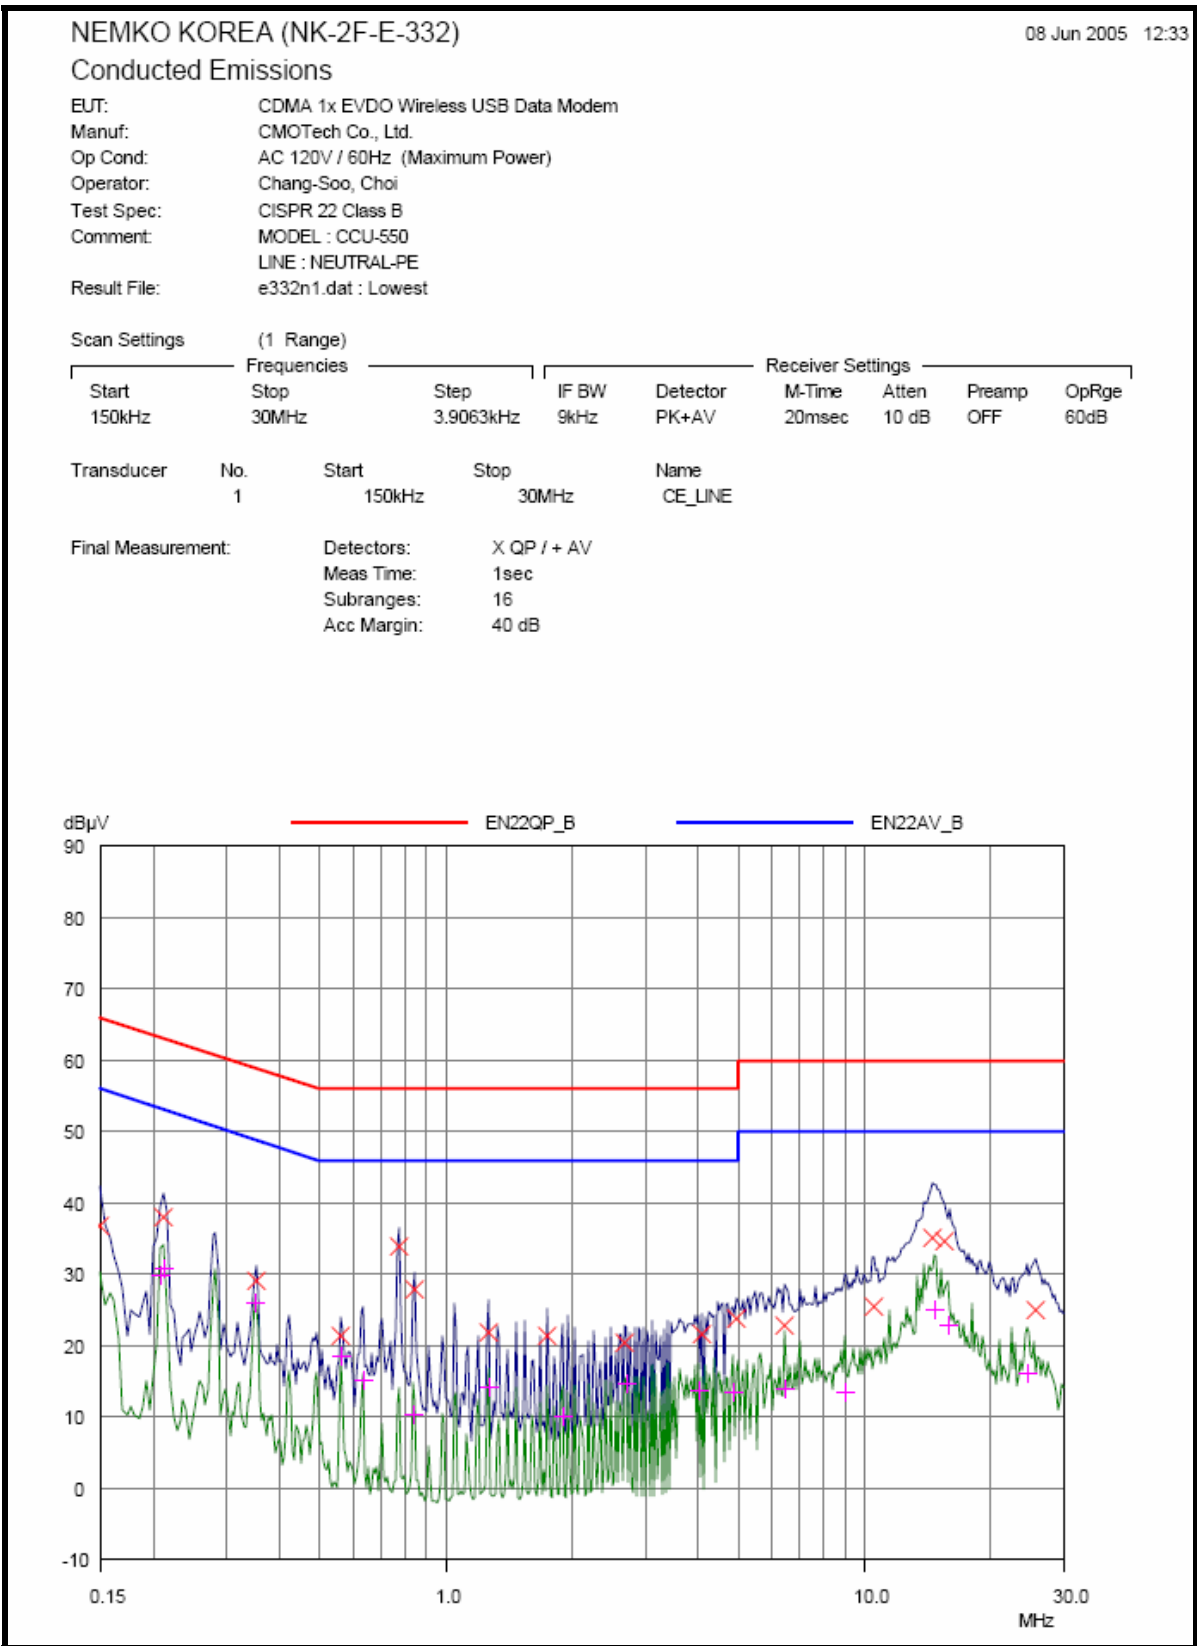 NEMKO KOREA (NK-2F-E-332) 08 Jun 2005 12:33
Conducted Emissions
EUT: CDMA 1x EVDO Wireless USB Data Modem
Manuf: CMOTech Co., Ltd.
Op Cond: AC 120V / 60Hz (Maximum Power)
Operator: Chang-Soo, Choi
Test Spec: CISPR 22 Class B
Comment: MODEL : CCU-550
LINE : NEUTRAL-PE
Result File: e332n1.dat : Lowest
Scan Settings (1 Range)
Frequencies Receiver Settings
Start Stop Step IF BW Detector M-Time Atten Preamp OpRge
150kHz 30MHz 3.9063kHz 9kHz PK+AV 20msec 10 dB OFF 60dB
Transducer No. Start Stop Name
1 150kHz 30MHz CE_LINE
Final Measurement: Detectors: X QP / + AV
Meas Time: 1sec
Subranges: 16
Acc Margin: 40 dB
dBµV EN22QP_B EN22AV_B
90
80
70
60
50
40
30
20
10
0
-10
0.15 1.0 10.0 30.0
MHz